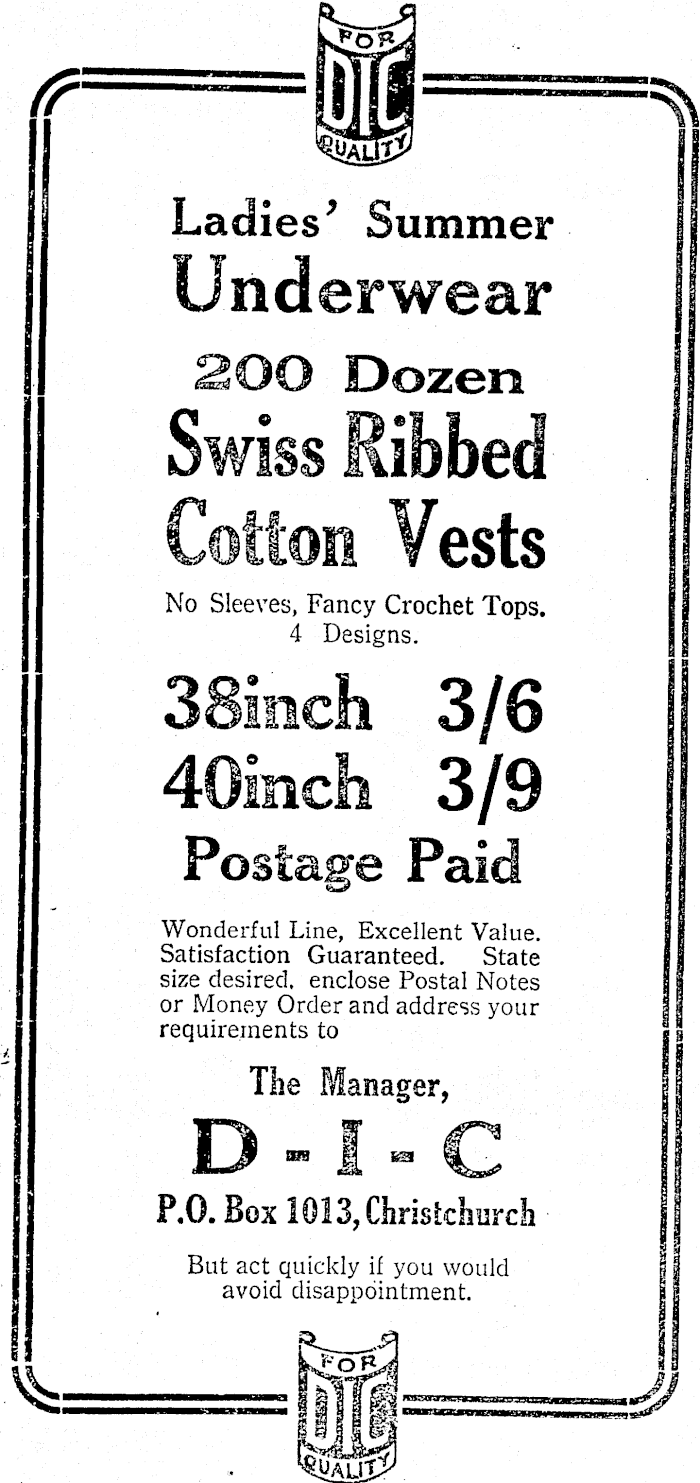 FOR
DIC
QUALITY
Ladies' Summer
Underwear
200 Dozen
Swiss Ribbed
Cotton Vests
No Sleeves, Fancy Crochet Tops.
4 Designs.
38inch 3/6
40inch 3/9
Postage Paid
Wonderful Line, Excellent Value.
Satisfaction Guaranteed. State
size desired, enclose Postal Notes
or Money Order and address your
requirements to
The Manager,
D-I-C
P.O. Box 1013, Christchurch
But act quickly if you would
avoid disappointment.
FOR
DIC
QUALITY